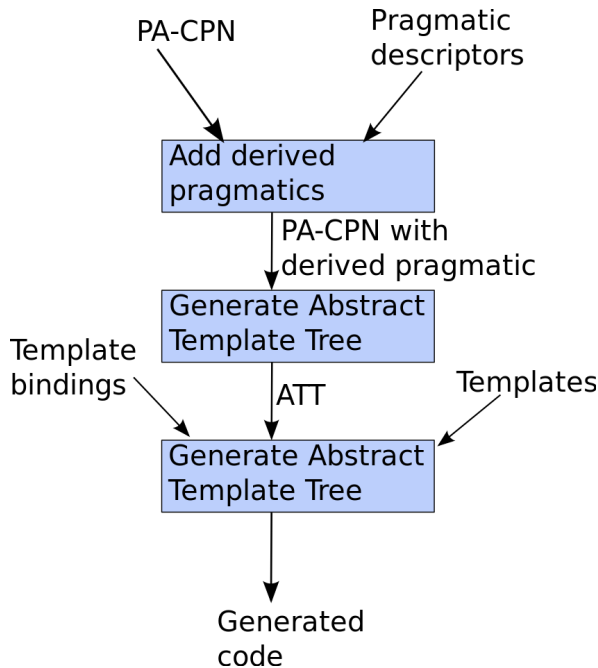 PA-CPN
Pragmatic
descriptors
Add derived
pragmatics
PA-CPN with
derived pragmatic
Generate Abstract
Template Tree
Template
bindings
ATT
Templates
Generate Abstract
Template Tree
Generated
code